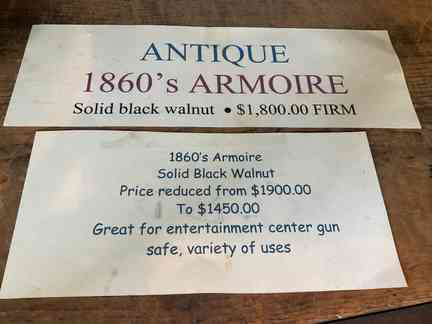 ANTIQUE
1860's ARMOIRE
Solid black walnut • $1,800.00 FIRM
1860's Armoire
Solid Black Walnut
Price reduced from $1900.00
To $1450.00
Great for entertainment center gun
safe, variety of uses